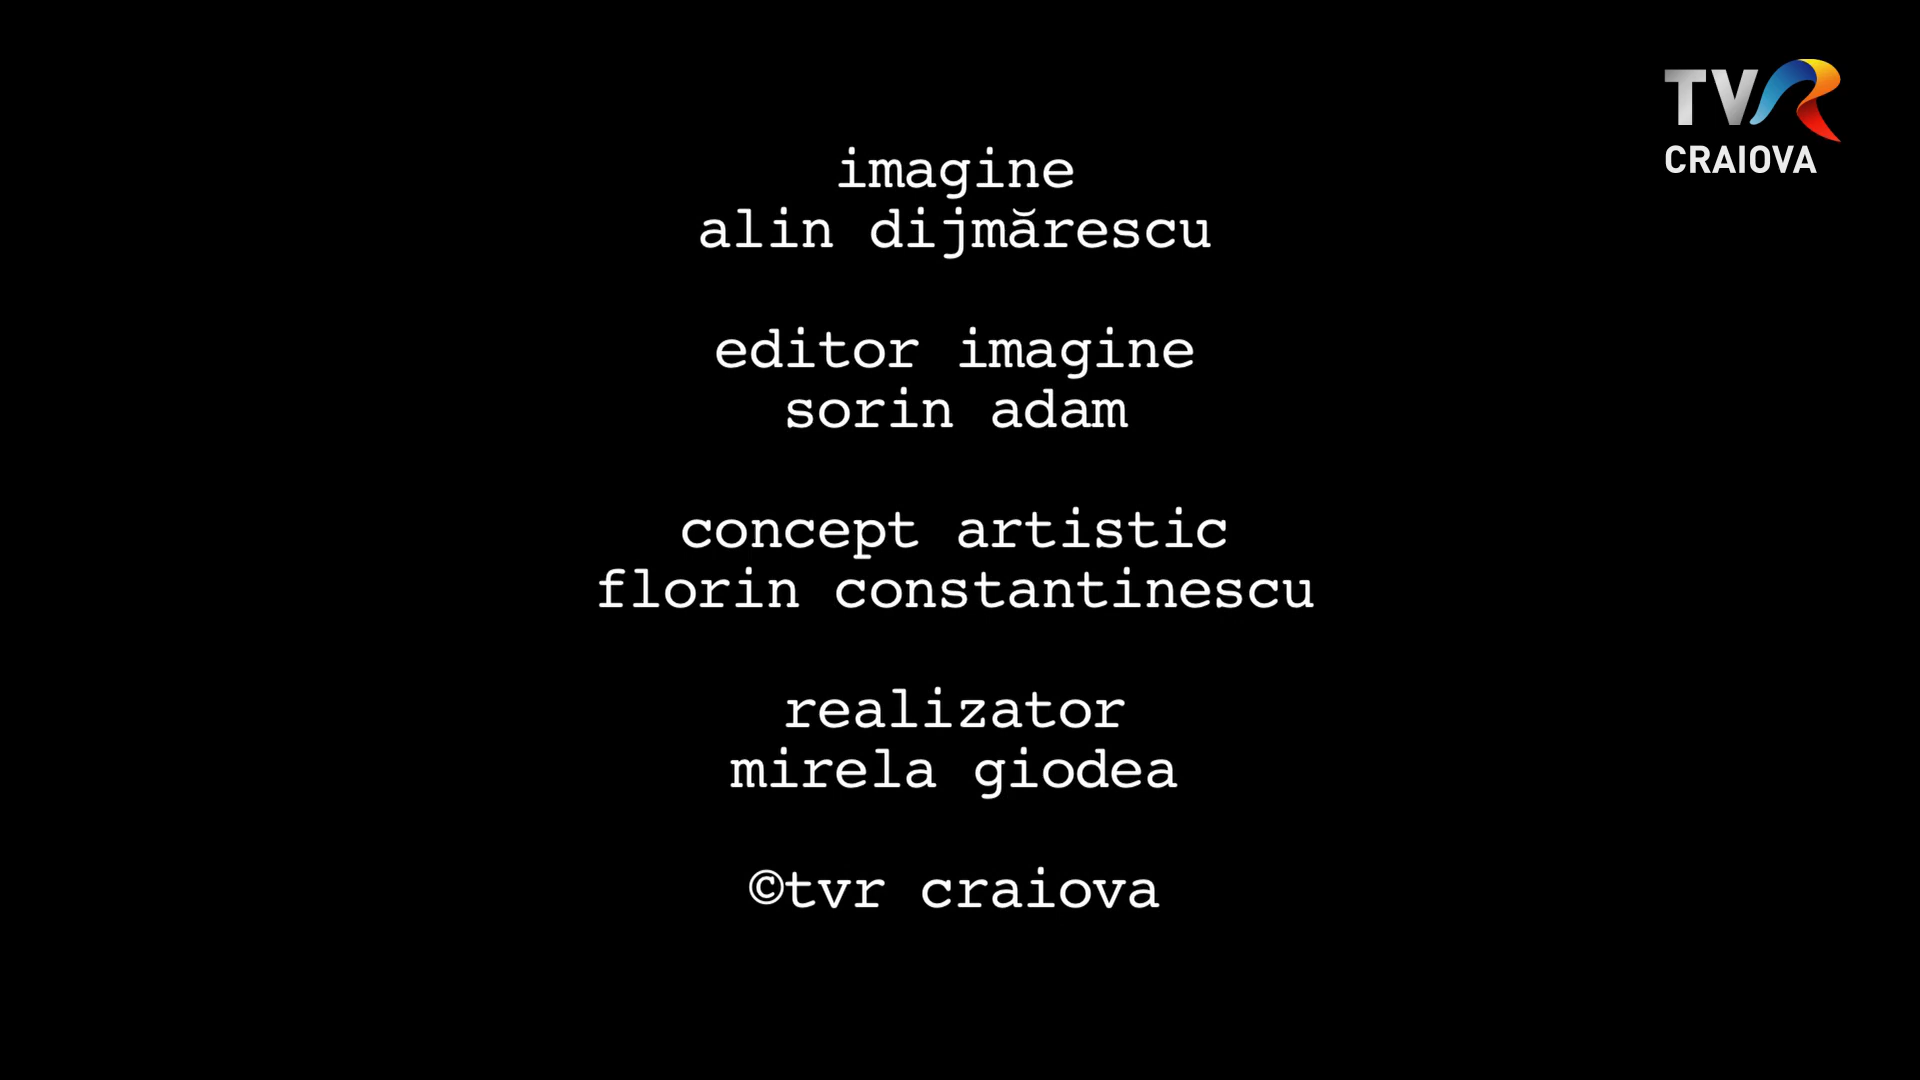 TVR
CRAIOVA
imagine
alin dijmărescu
editor imagine
sorin adam
concept artistic
florin constantinescu
realizator
mirela giodea
©tvr craiova